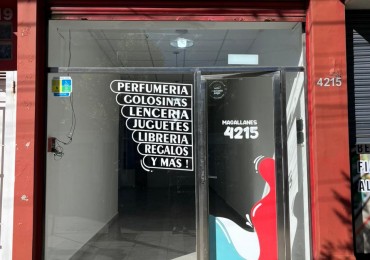 PERFUMERIA
GOLOSINAS
LENCERIA
JUGUETES
LIBRERIA
REGALOS
Y MAS !
MAGALLANES
4215
4215